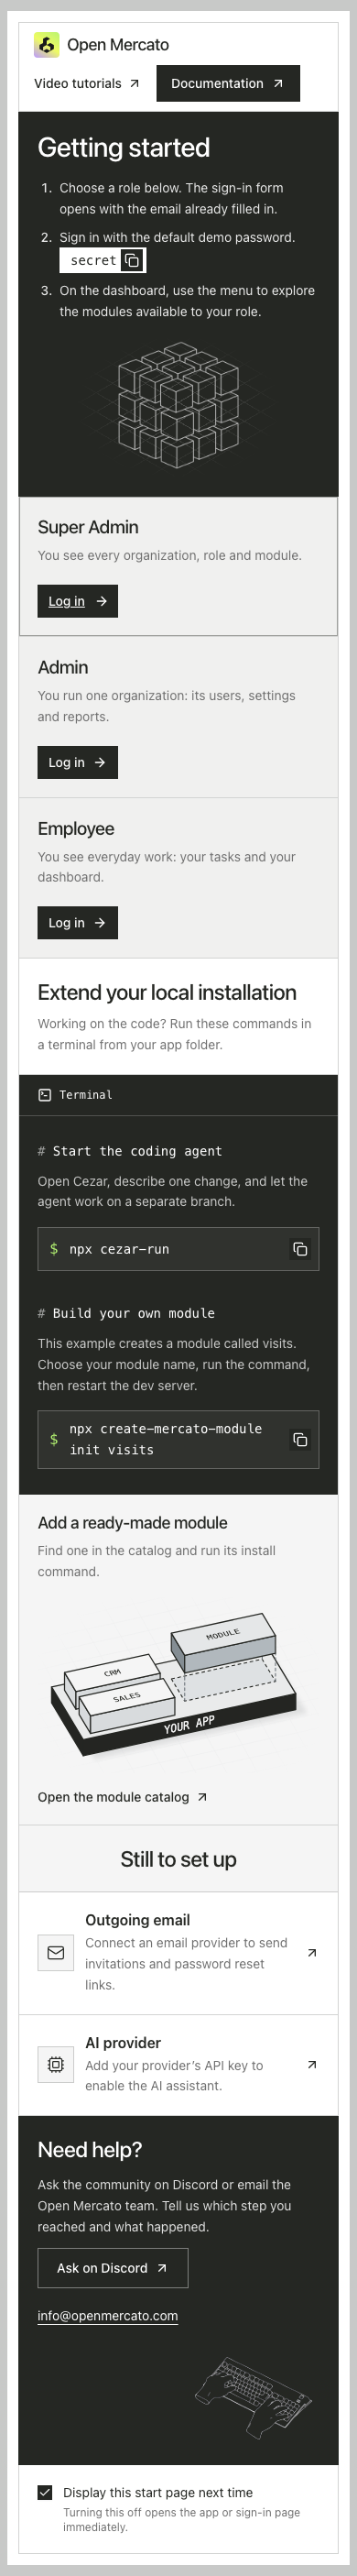 Open Mercato
Video tutorials
Documentation
Getting started
1. Choose a role below. The sign-in form
opens with the email already filled in.
2. Sign in with the default demo password.
secret
3. On the dashboard, use the menu to explore
the modules available to your role.
Super Admin
You see every organization, role and module.
Log in
Admin
You run one organization: its users, settings
and reports.
Log in
Employee
You see everyday work: your tasks and your
dashboard.
Log in
Extend your local installation
Working on the code? Run these commands in
a terminal from your app folder.
Terminal
# Start the coding agent
Open Cezar, describe one change, and let the
agent work on a separate branch.
$ npx cezar-run
# Build your own module
This example creates a module called visits.
Choose your module name, run the command,
then restart the dev server.
$ npx create-mercato-module
init visits
Add a ready-made module
Find one in the catalog and run its install
command.
MODULE
CRM
SALES
YOUR APP
Open the module catalog
Still to set up
Outgoing email
Connect an email provider to send
invitations and password reset
links.
AI provider
Add your provider’s API key to
enable the AI assistant.
Need help?
Ask the community on Discord or email the
Open Mercato team. Tell us which step you
reached and what happened.
Ask on Discord
info@openmercato.com
Display this start page next time
Turning this off opens the app or sign-in page
immediately.